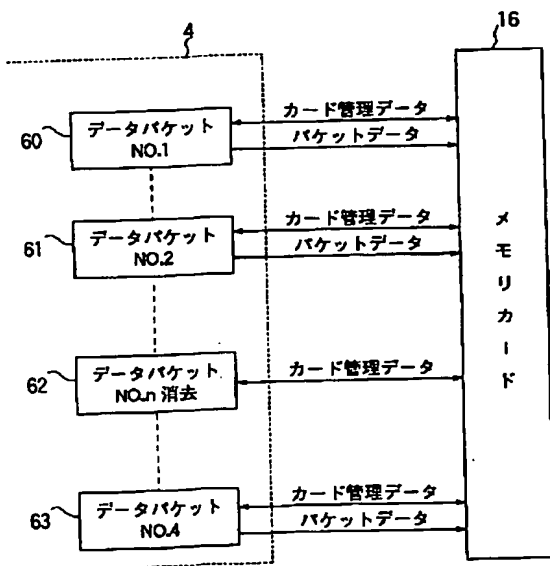 4
16
60
データパケット
NO.1
カード管理データ
パケットデータ
61
データパケット
NO.2
カード管理データ
パケットデータ
62
データパケット
NO.n 消去
カード管理データ
63
データパケット
NO.4
カード管理データ
パケットデータ
メモリカード